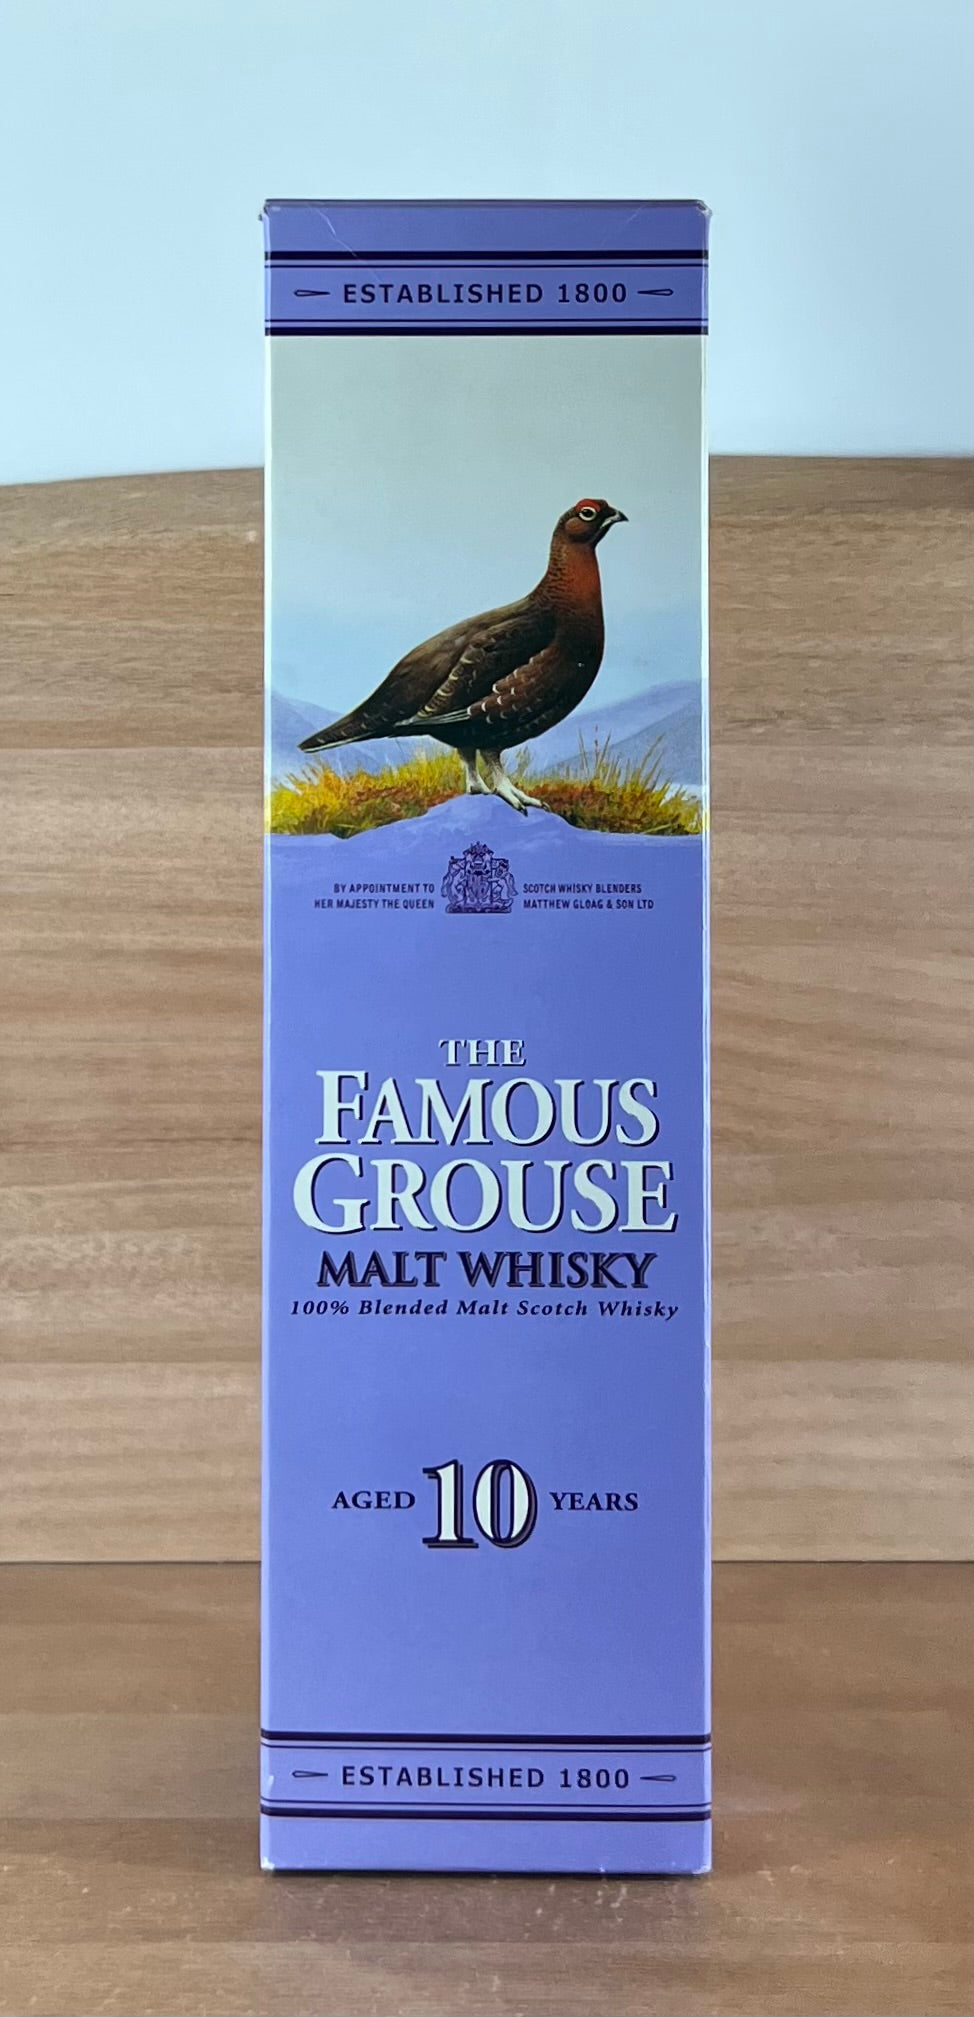 ESTABLISHED 1800
BY APPOINTMENT TO
HER MAJESTY THE QUEEN
SCOTCH WHISKY BLENDERS
MATTHEW GLOAG & SON LTD
THE
FAMOUS
GROUSE
MALT WHISKY
100% Blended Malt Scotch Whisky
AGED 10 YEARS
ESTABLISHED 1800